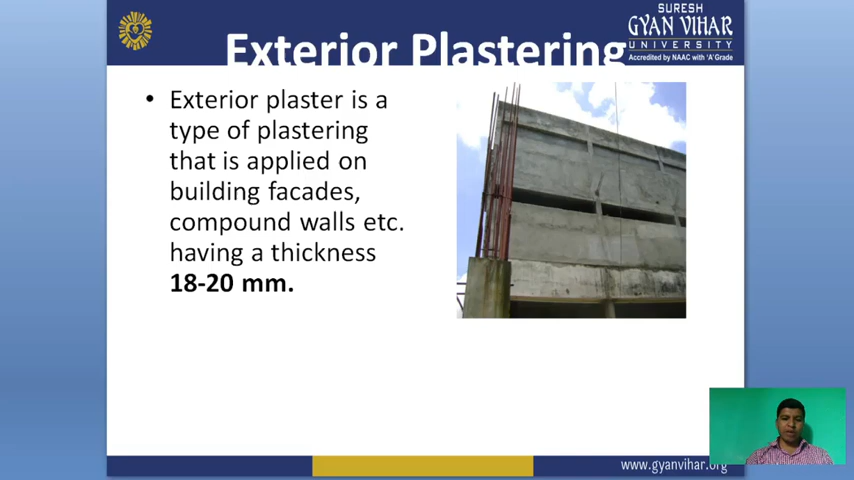 SURESH
GYAN VIHAR
UNIVERSITY
Accredited by NAAC with 'A' Grade
Exterior Plastering
• Exterior plaster is a
type of plastering
that is applied on
building facades,
compound walls etc.
having a thickness
18-20 mm.
www.gyanvihar.org